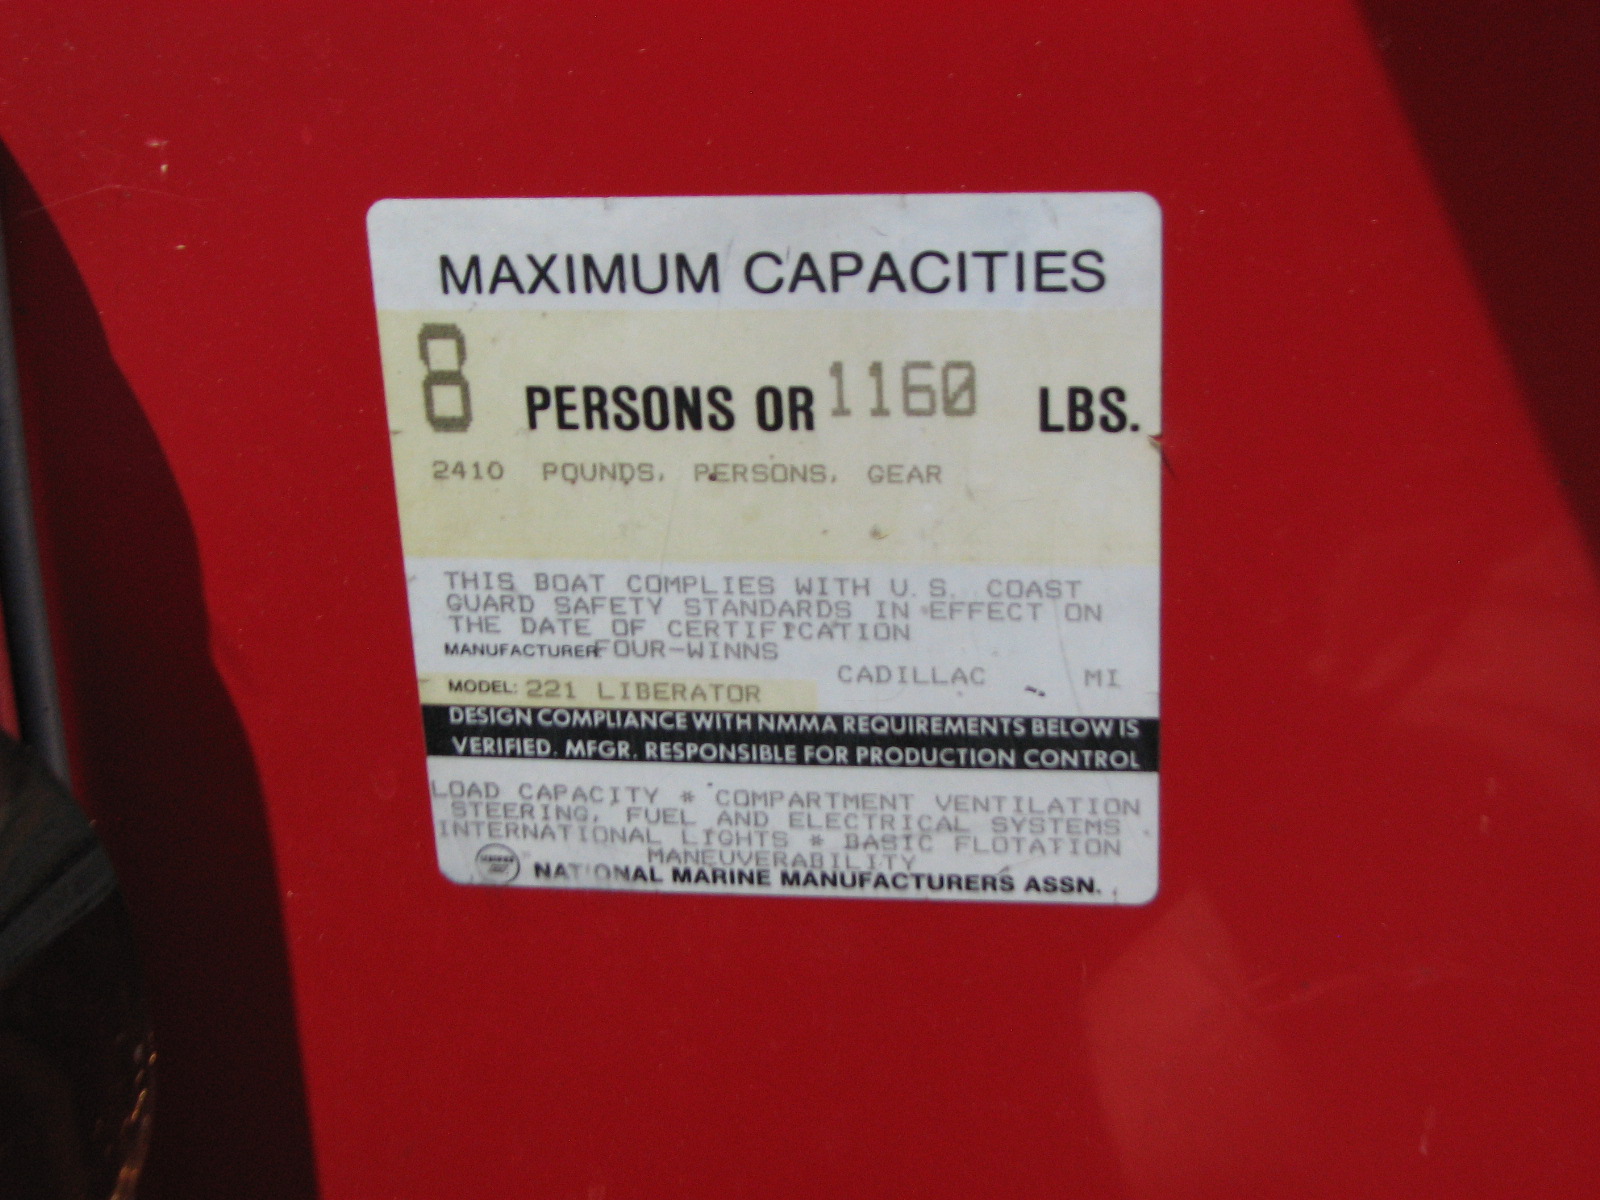 MAXIMUM CAPACITIES
8 PERSONS OR 1160 LBS.
2410 POUNDS, PERSONS, GEAR
THIS BOAT COMPLIES WITH U.S. COAST
GUARD SAFETY STANDARDS IN EFFECT ON
THE DATE OF CERTIFICATION
MANUFACTURER FOUR-WINNS
CADILLAC MI
MODEL: 221 LIBERATOR
DESIGN COMPLIANCE WITH NMMA REQUIREMENTS BELOW IS
VERIFIED. MFGR. RESPONSIBLE FOR PRODUCTION CONTROL
LOAD CAPACITY * COMPARTMENT VENTILATION
STEERING, FUEL AND ELECTRICAL SYSTEMS
INTERNATIONAL LIGHTS * BASIC FLOTATION
MANEUVERABILITY
NATIONAL MARINE MANUFACTURERS ASSN.